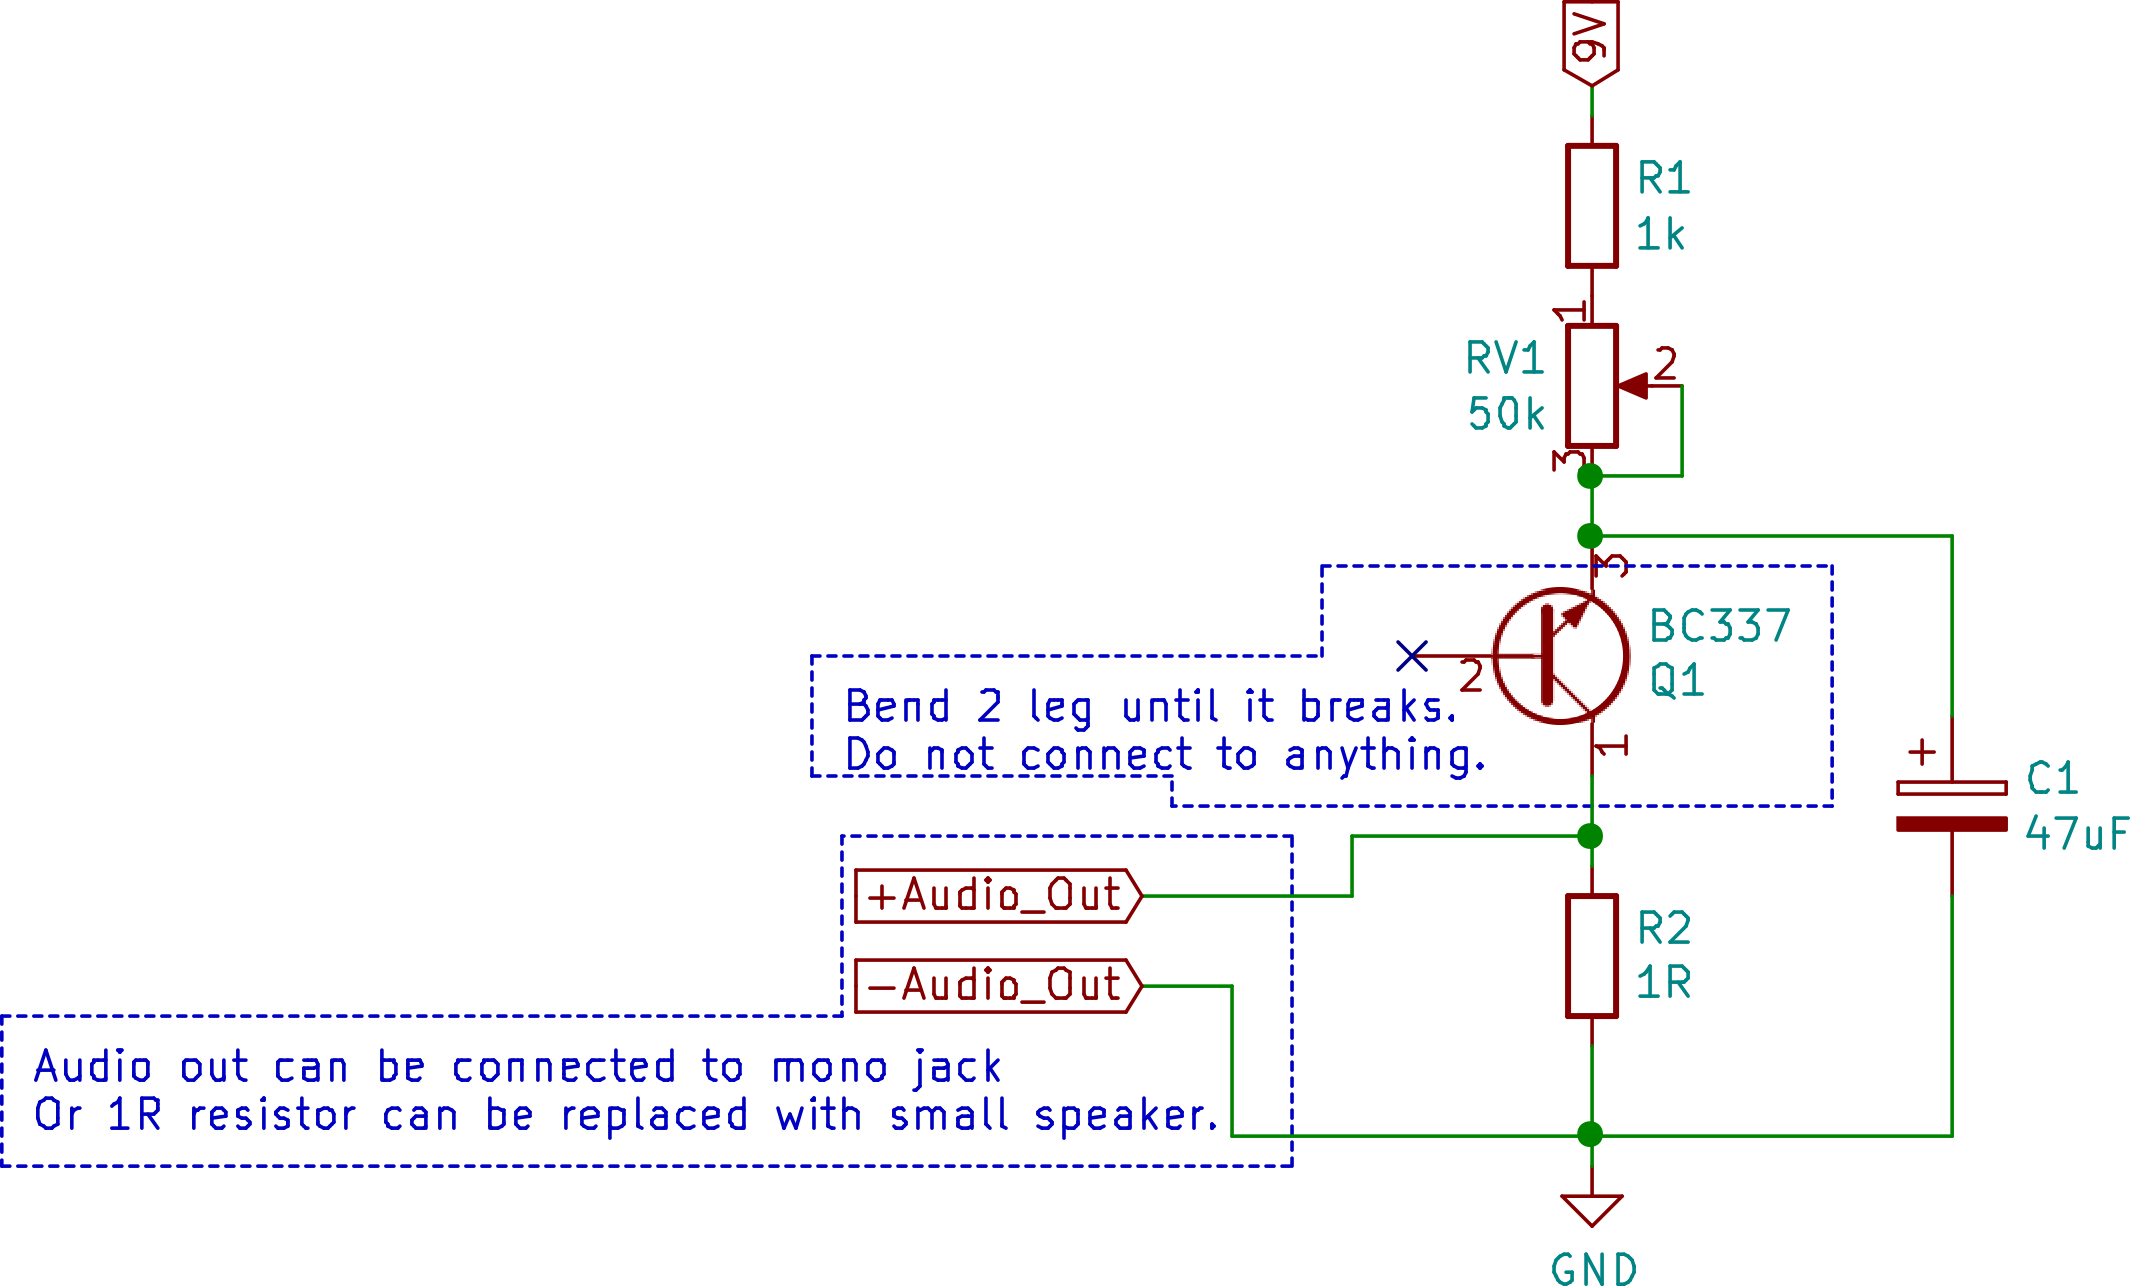 9V
R1
1k
1
RV1
2
50k
3
3
BC337
2
Q1
Bend 2 leg until it breaks.
Do not connect to anything.
1
+
C1
47uF
+Audio_Out
R2
-Audio_Out
1R
Audio out can be connected to mono jack
Or 1R resistor can be replaced with small speaker.
GND